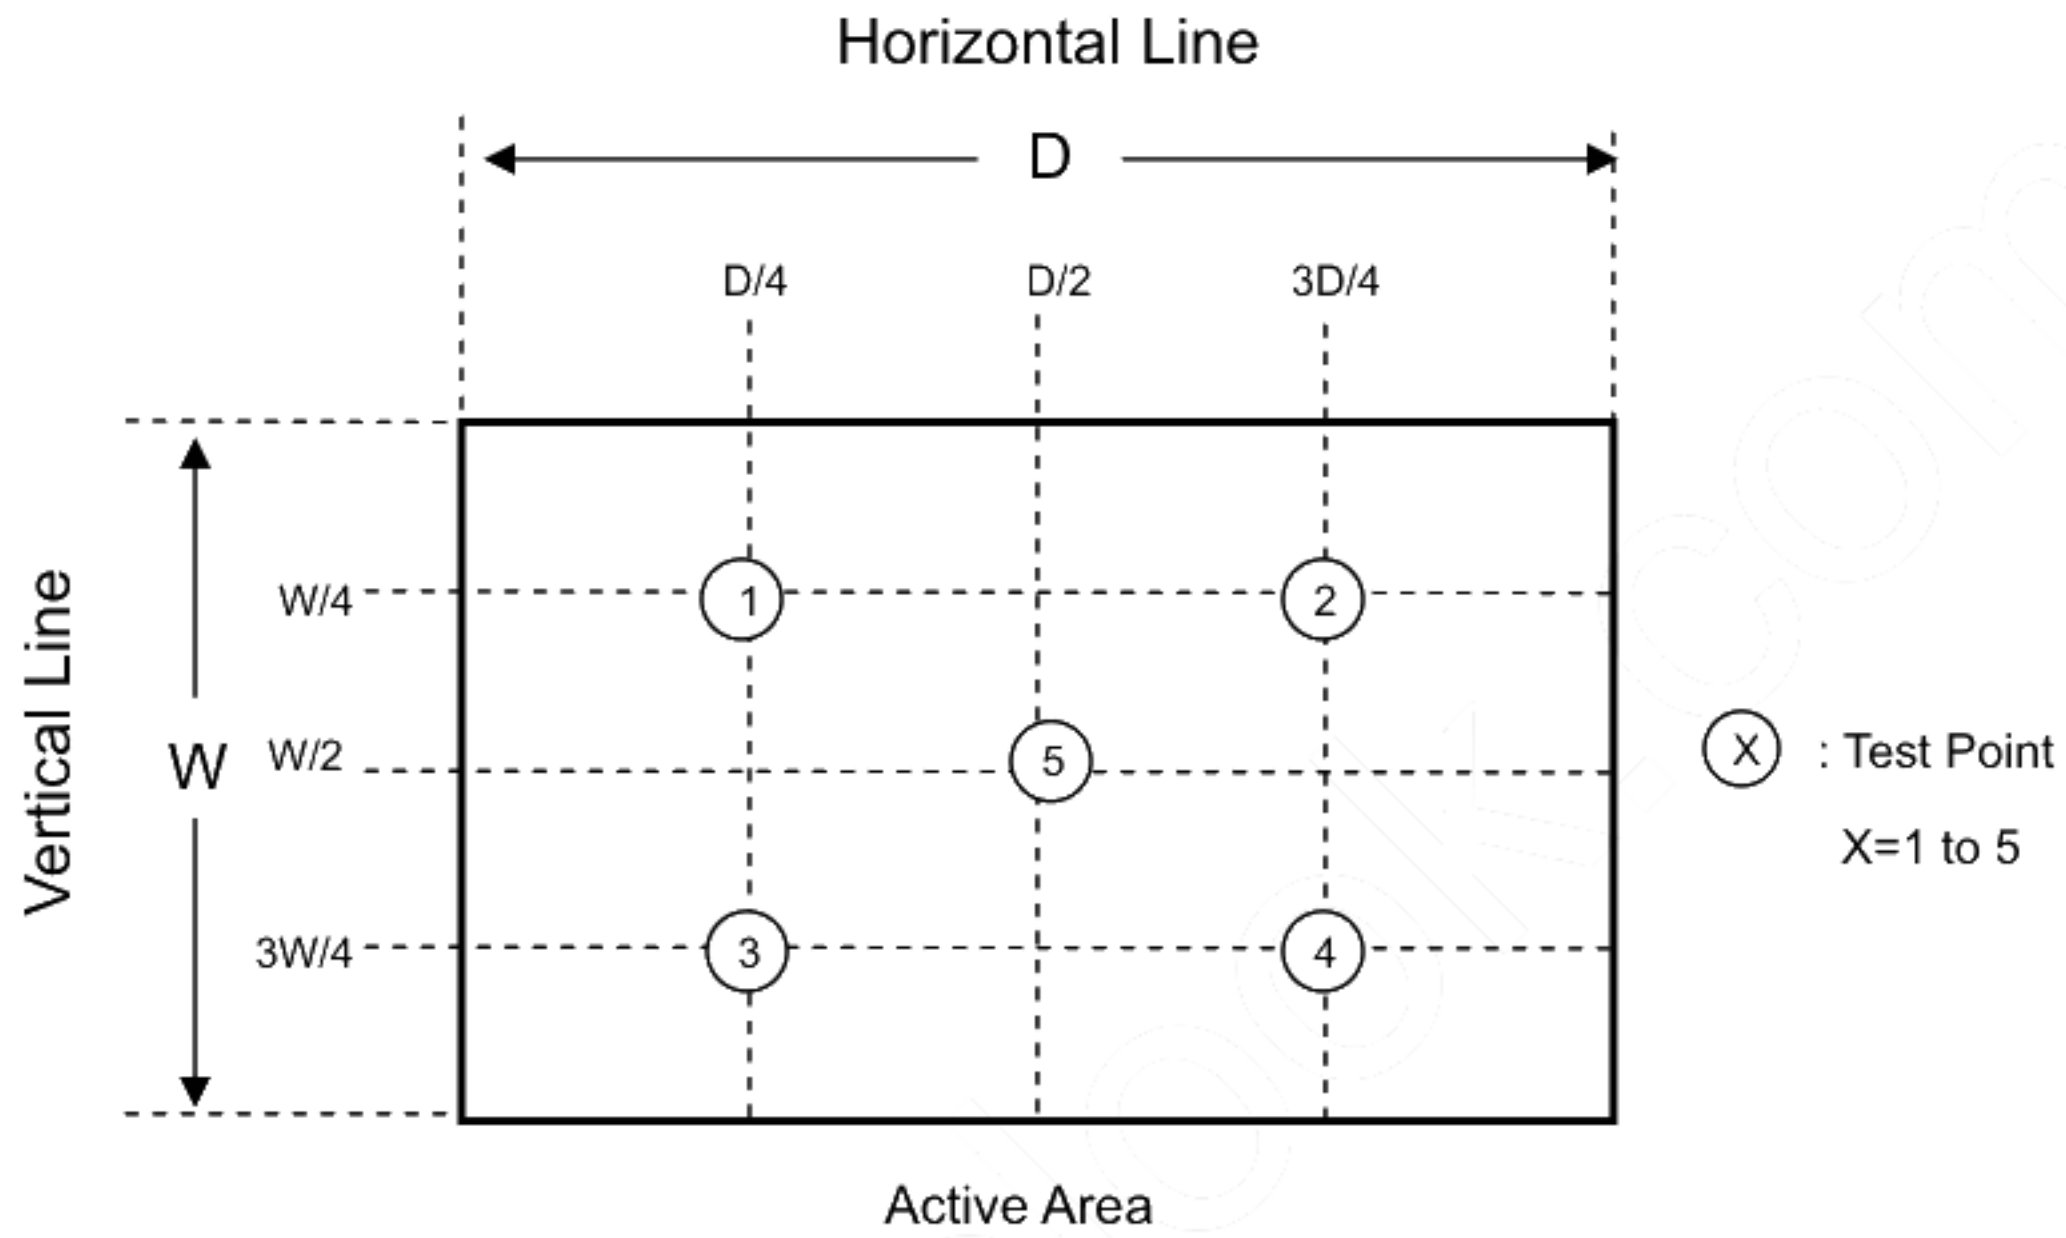 Horizontal Line
D
D/4 D/2 3D/4
Vertical Line
W
W/4
1 2
W/2
5
X : Test Point
X=1 to 5
3W/4
3 4
Active Area